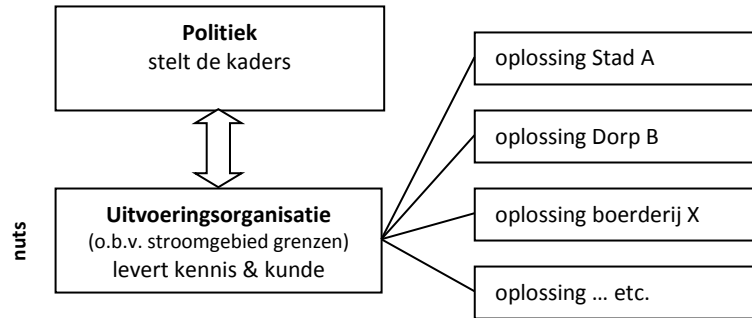 Politiek
stelt de kaders
nuts
Uitvoeringsorganisatie
(o.b.v. stroomgebied grenzen)
levert kennis & kunde
oplossing Stad A
oplossing Dorp B
oplossing boerderij X
oplossing ... etc.